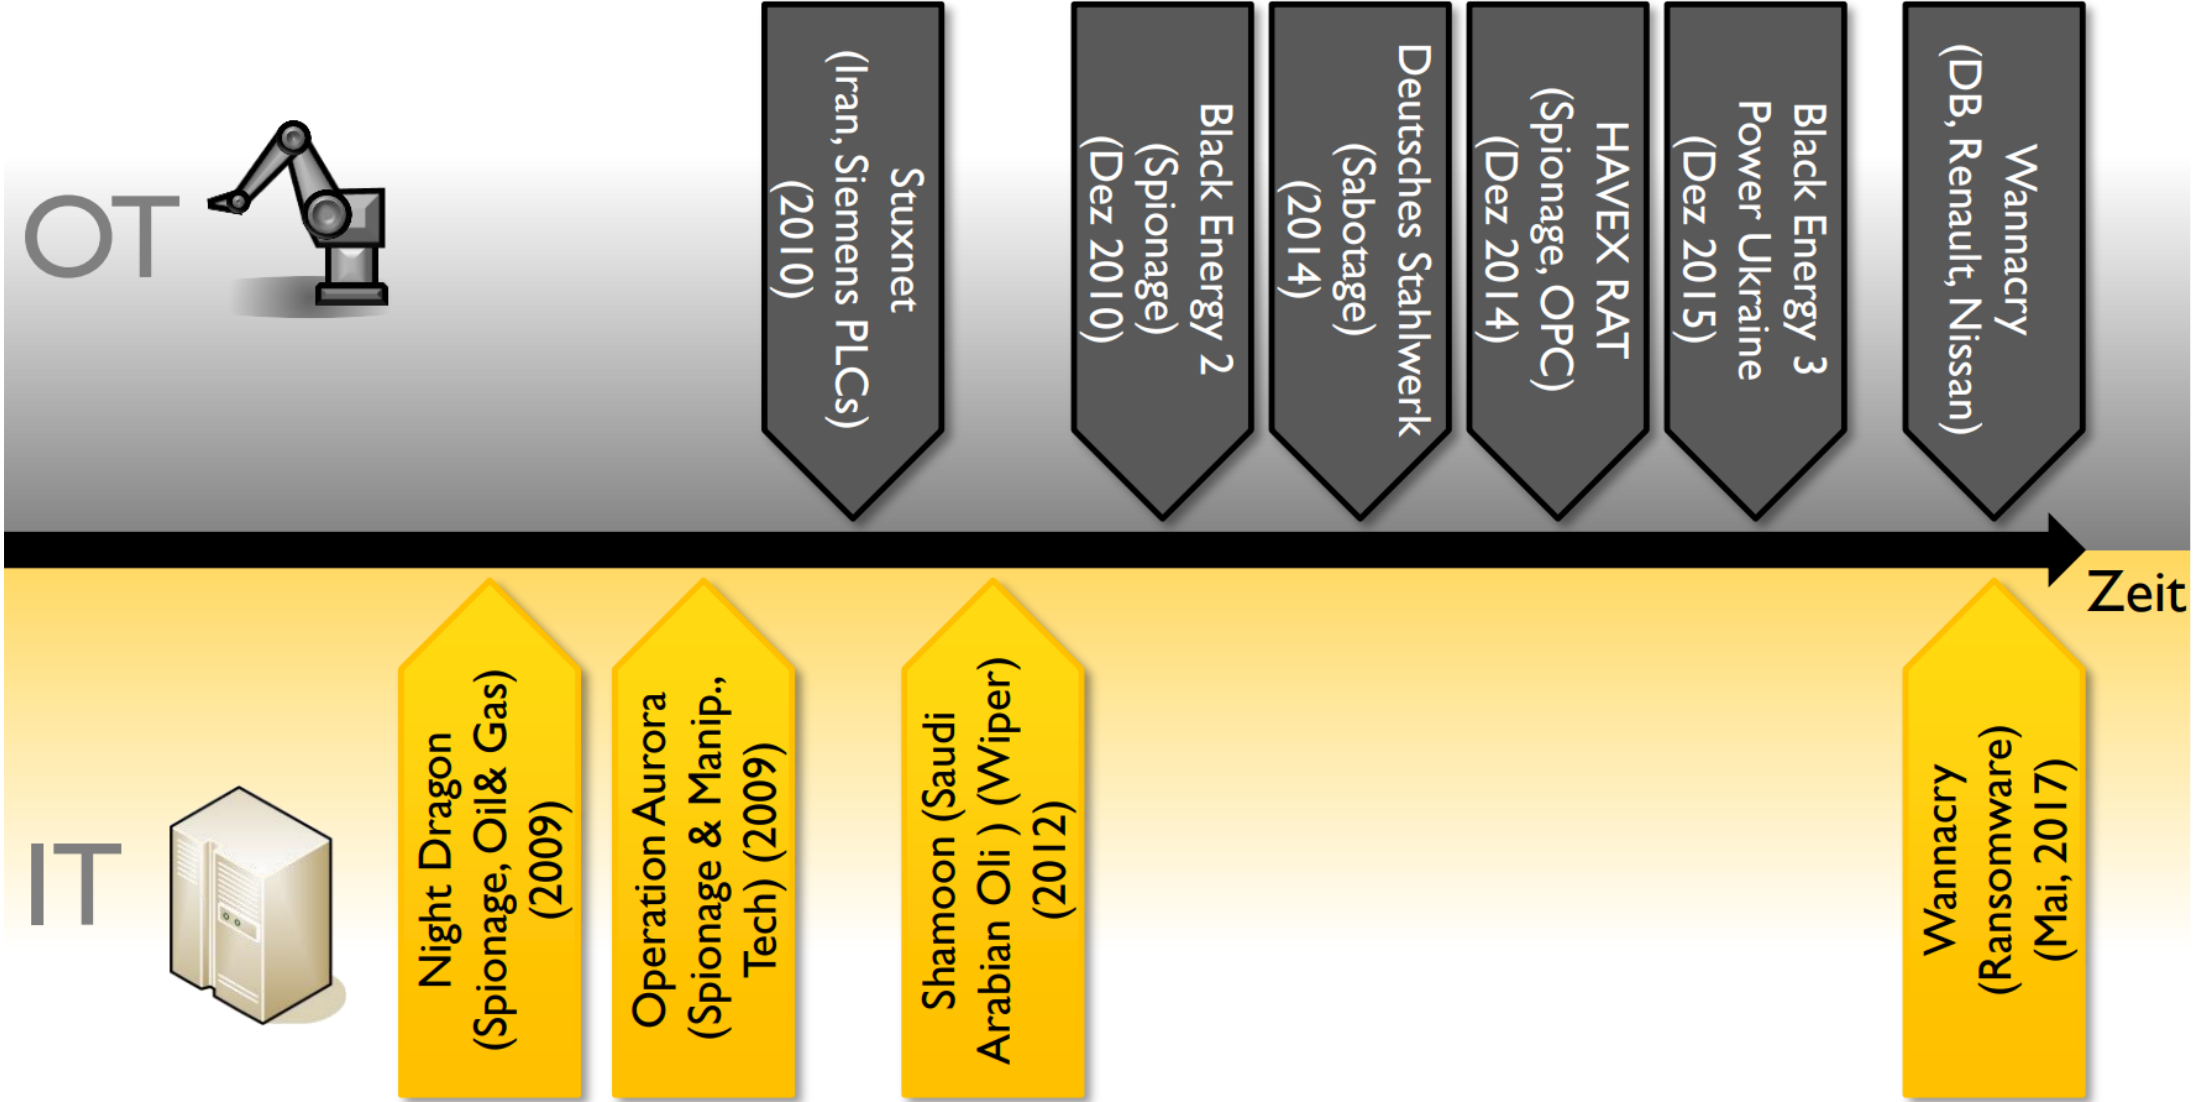 OT
Stuxnet
(Iran, Siemens PLCs)
(2010)
Black Energy 2
(Spionage)
(Dez 2010)
Deutsches Stahlwerk
(Sabotage)
(2014)
HAVEX RAT
(Spionage, OPC)
(Dez 2014)
Black Energy 3
Power Ukraine
(Dez 2015)
Wannacry
(DB, Renault, Nissan)
Zeit
IT
Night Dragon
(Spionage, Oil& Gas)
(2009)
Operation Aurora
(Spionage & Manip.,
Tech) (2009)
Shamoon (Saudi
Arabian Oli ) (Wiper)
(2012)
Wannacry
(Ransomware)
(Mai, 2017)